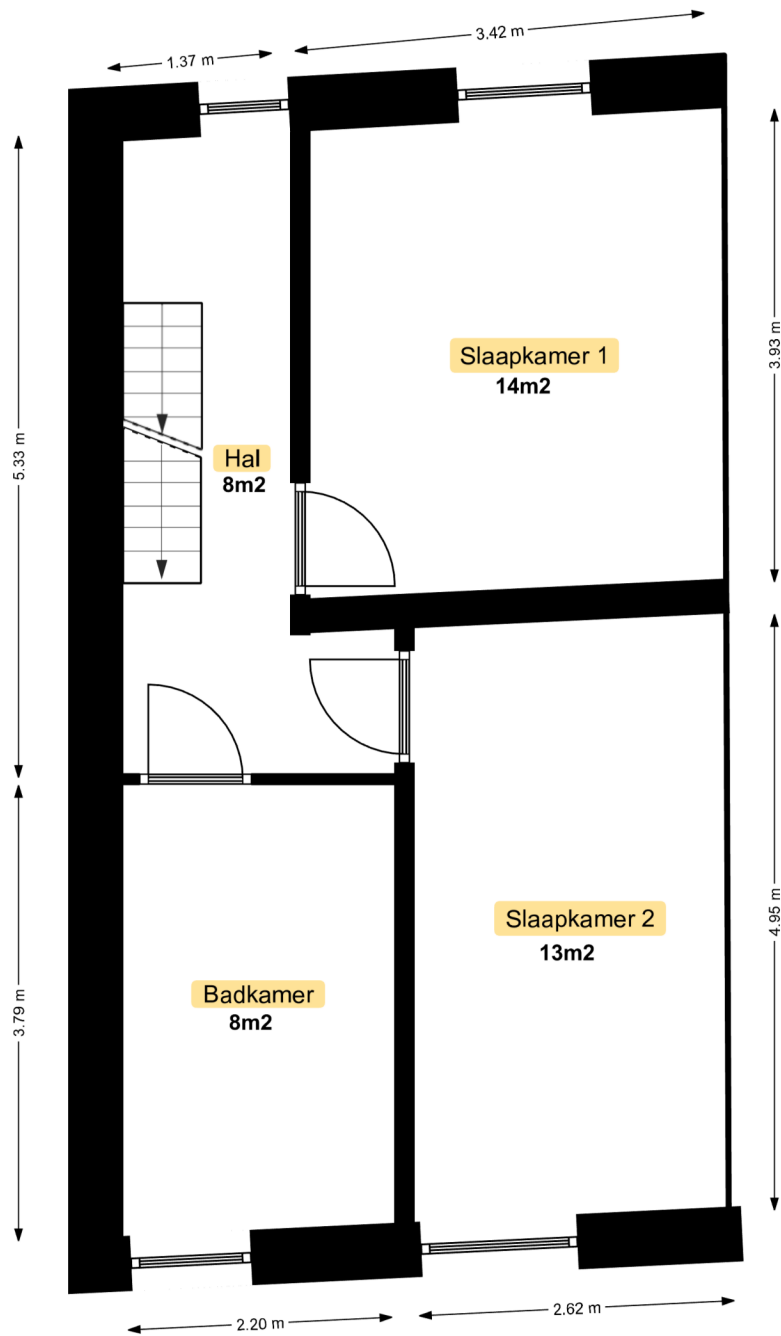 1.37 m
3.42 m
3.93 m
Slaapkamer 1
14m2
5.33 m
Hal
8m2
Slaapkamer 2
13m2
4.95 m
Badkamer
8m2
3.79 m
2.20 m
2.62 m